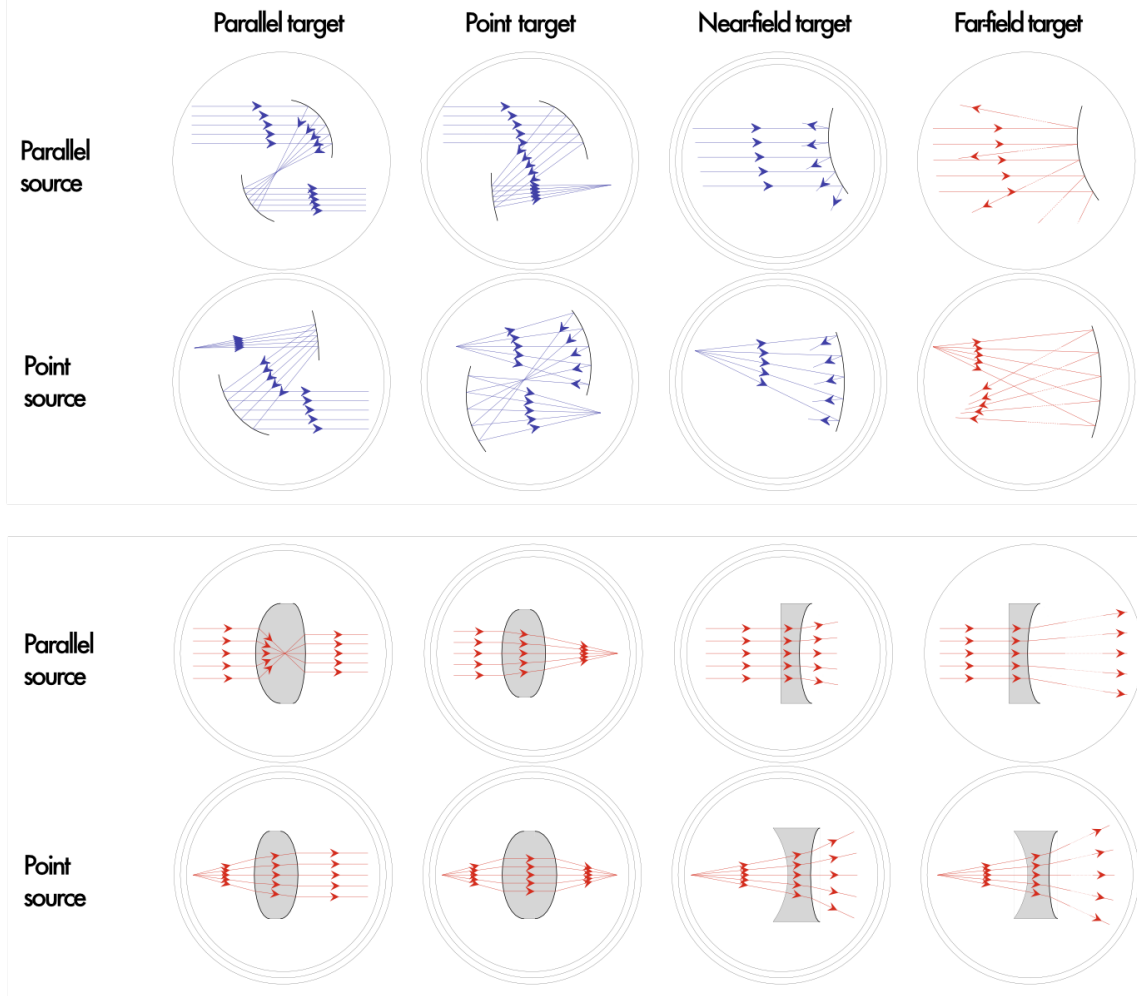 Parallel target Point target Near-field target Far-field target
Parallel
source
Point
source
Parallel
source
Point
source